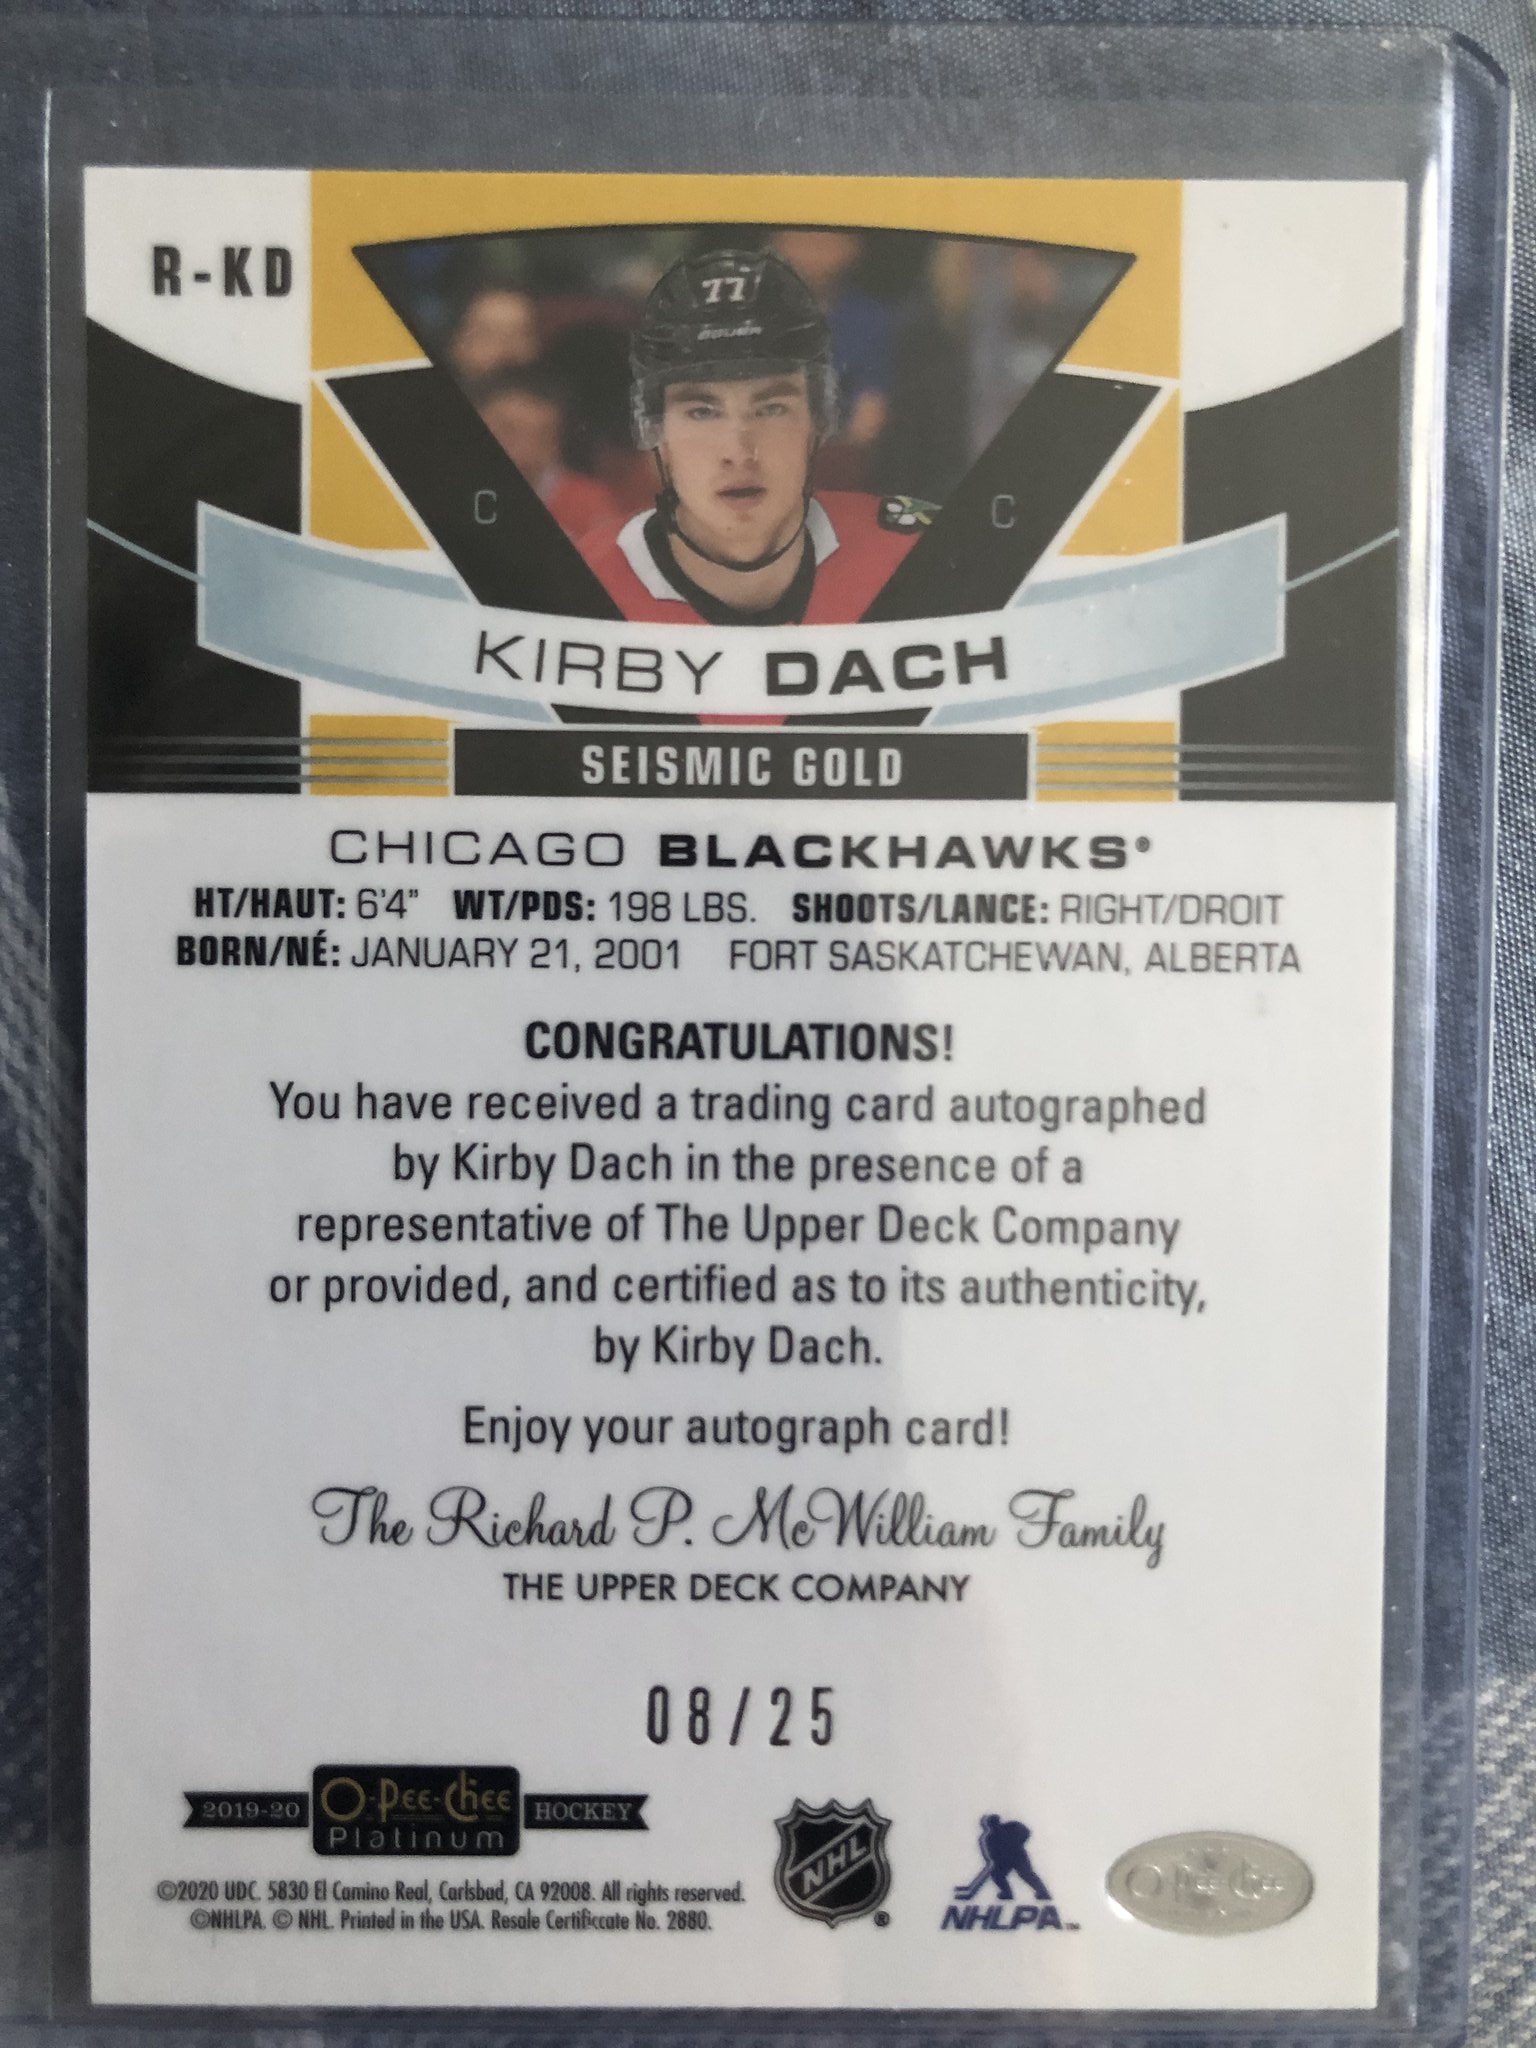 R-KD
77
BAUER
C C
KIRBY DACH
SEISMIC GOLD
CHICAGO BLACKHAWKS®
HT/HAUT: 6'4" WT/PDS: 198 LBS. SHOOTS/LANCE: RIGHT/DROIT
BORN/NÉ: JANUARY 21, 2001 FORT SASKATCHEWAN, ALBERTA
CONGRATULATIONS!
You have received a trading card autographed
by Kirby Dach in the presence of a
representative of The Upper Deck Company
or provided, and certified as to its authenticity,
by Kirby Dach.
Enjoy your autograph card!
The Richard P. McWilliam Family
THE UPPER DECK COMPANY
08/25
2019-20 O-Pee-Chee HOCKEY
Platinum
©2020 UDC. 5830 El Camino Real, Carlsbad, CA 92008. All rights reserved.
©NHLPA. © NHL. Printed in the USA. Resale Certificcate No. 2880.
NHL®
NHLPA™
O-Pee-Chee